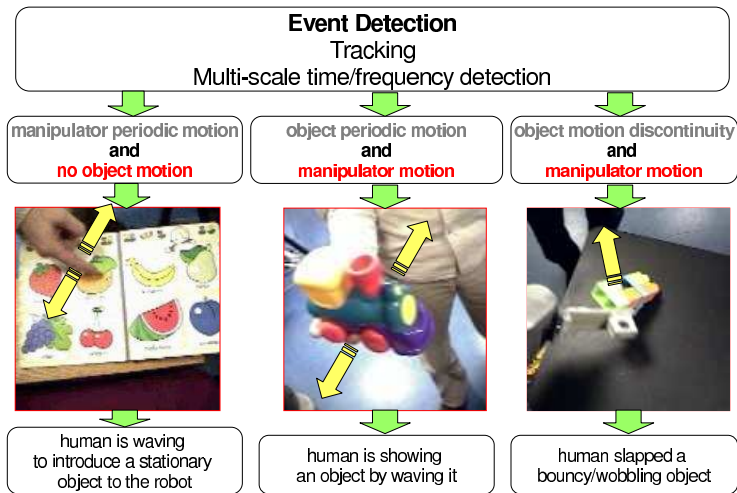 Event Detection
Tracking
Multi-scale time/frequency detection
manipulator periodic motion
and
no object motion
object periodic motion
and
manipulator motion
object motion discontinuity
and
manipulator motion
human is waving
to introduce a stationary
object to the robot
human is showing
an object by waving it
human slapped a
bouncy/wobbling object